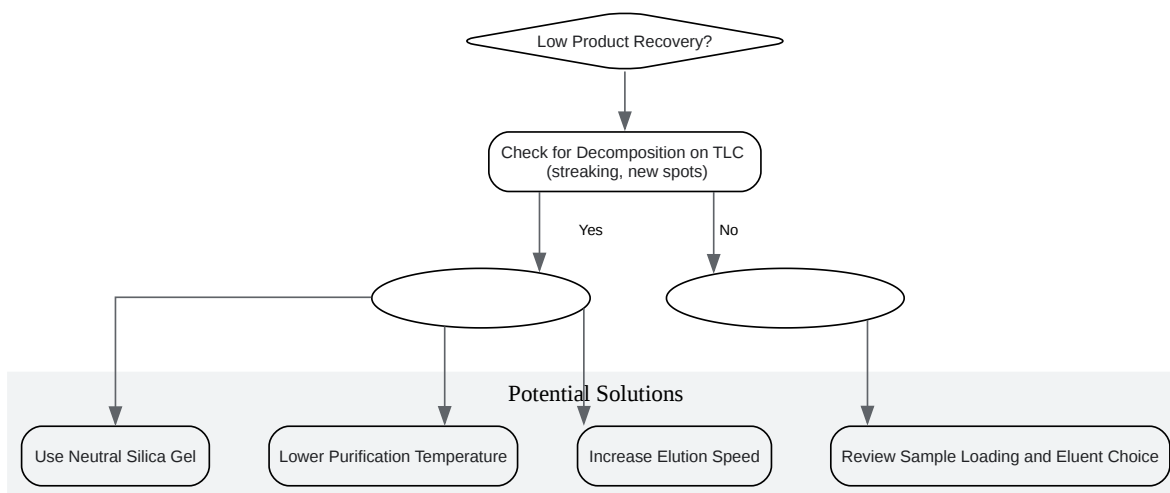 Low Product Recovery?
Check for Decomposition on TLC
(streaking, new spots)
Yes
No
Potential Solutions
Use Neutral Silica Gel
Lower Purification Temperature
Increase Elution Speed
Review Sample Loading and Eluent Choice